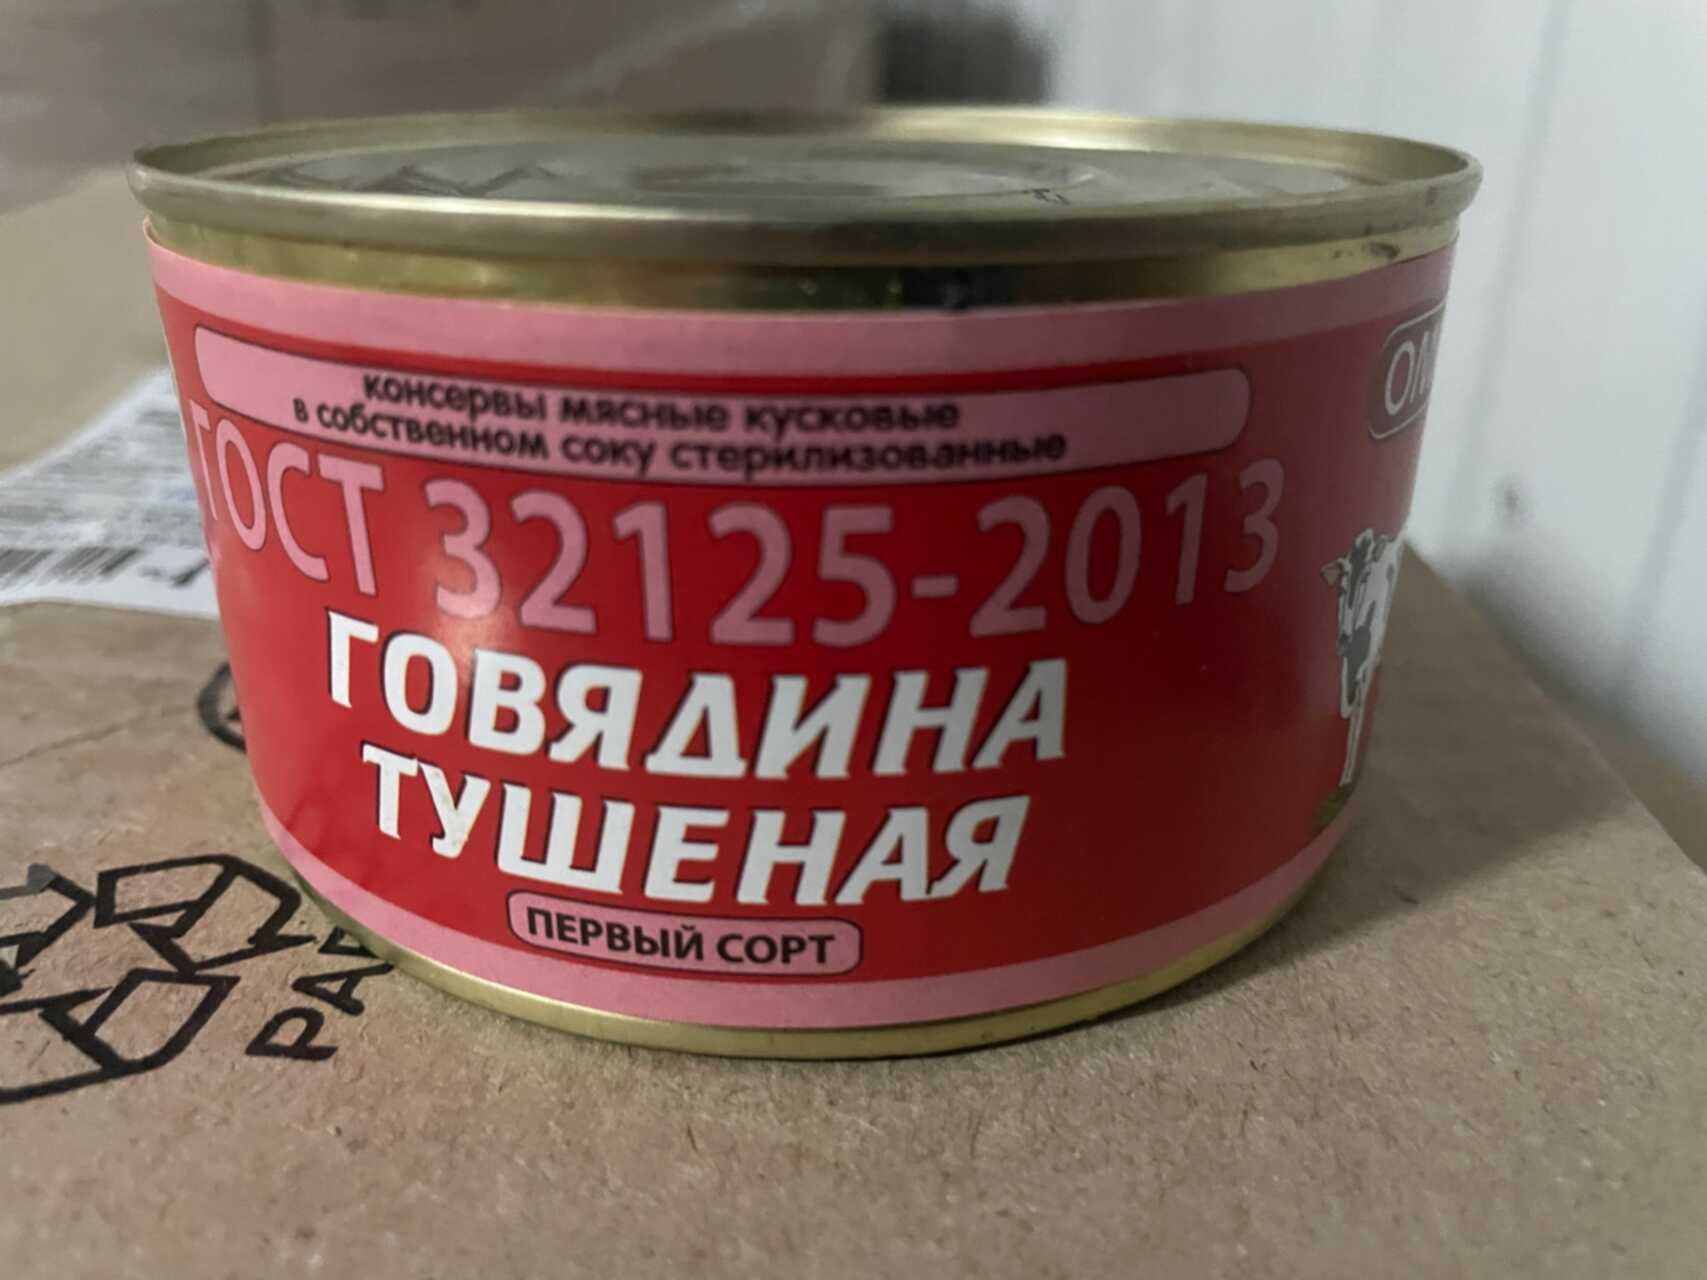 консервы мясные кусковые
в собственном соку стерилизованные
ГОСТ 32125-2013
ГОВЯДИНА
ТУШЕНАЯ
ПЕРВЫЙ СОРТ